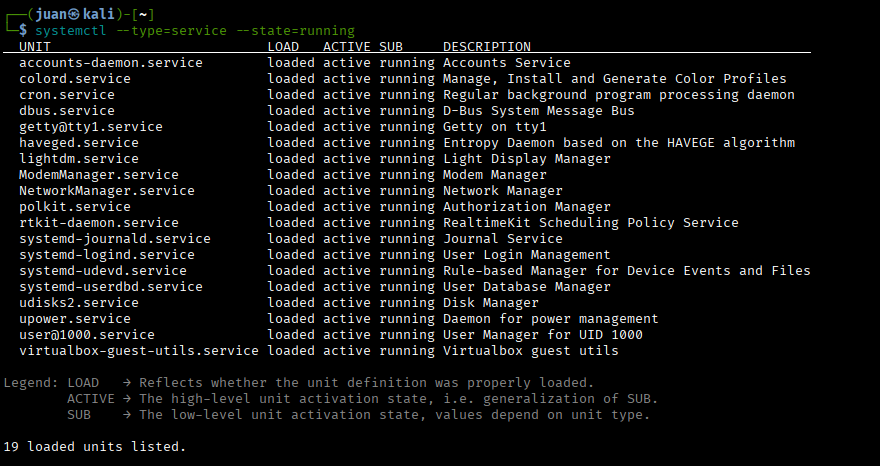 ┌──(juan㉿kali)-[~]
└─$ systemctl --type=service --state=running
  UNIT                           LOAD   ACTIVE SUB     DESCRIPTION
  accounts-daemon.service        loaded active running Accounts Service
  colord.service                 loaded active running Manage, Install and Generate Color Profiles
  cron.service                   loaded active running Regular background program processing daemon
  dbus.service                   loaded active running D-Bus System Message Bus
  getty@tty1.service             loaded active running Getty on tty1
  haveged.service                loaded active running Entropy Daemon based on the HAVEGE algorithm
  lightdm.service                loaded active running Light Display Manager
  ModemManager.service           loaded active running Modem Manager
  NetworkManager.service         loaded active running Network Manager
  polkit.service                 loaded active running Authorization Manager
  rtkit-daemon.service           loaded active running RealtimeKit Scheduling Policy Service
  systemd-journald.service       loaded active running Journal Service
  systemd-logind.service         loaded active running User Login Management
  systemd-udevd.service          loaded active running Rule-based Manager for Device Events and Files
  systemd-userdbd.service        loaded active running User Database Manager
  udisks2.service                loaded active running Disk Manager
  upower.service                 loaded active running Daemon for power management
  user@1000.service              loaded active running User Manager for UID 1000
  virtualbox-guest-utils.service loaded active running Virtualbox guest utils
Legend: LOAD   → Reflects whether the unit definition was properly loaded.
        ACTIVE → The high-level unit activation state, i.e. generalization of SUB.
        SUB    → The low-level unit activation state, values depend on unit type.
19 loaded units listed.